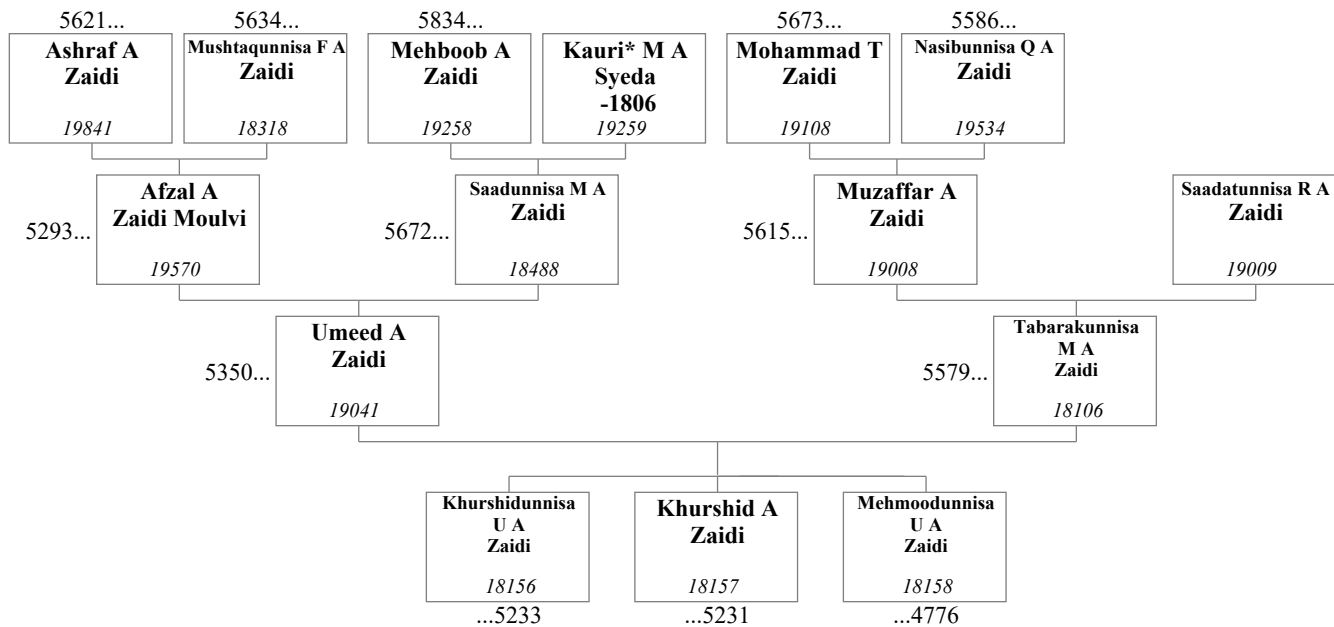 5621...
5634...
5834...
5673...
5586...
Ashraf A
Zaidi
19841
Mushtaqunnisa F A
Zaidi
18318
Mehboob A
Zaidi
19258
Kauri* M A
Syeda
-1806
19259
Mohammad T
Zaidi
19108
Nasibunnisa Q A
Zaidi
19534
5293...
Afzal A
Zaidi Moulvi
19570
5672...
Saadunnisa M A
Zaidi
18488
5615...
Muzaffar A
Zaidi
19008
Saadatunnisa R A
Zaidi
19009
5350...
Umeed A
Zaidi
19041
5579...
Tabarakunnisa
M A
Zaidi
18106
Khurshidunnisa
U A
Zaidi
18156
...5233
Khurshid A
Zaidi
18157
...5231
Mehmoodunnisa
U A
Zaidi
18158
...4776